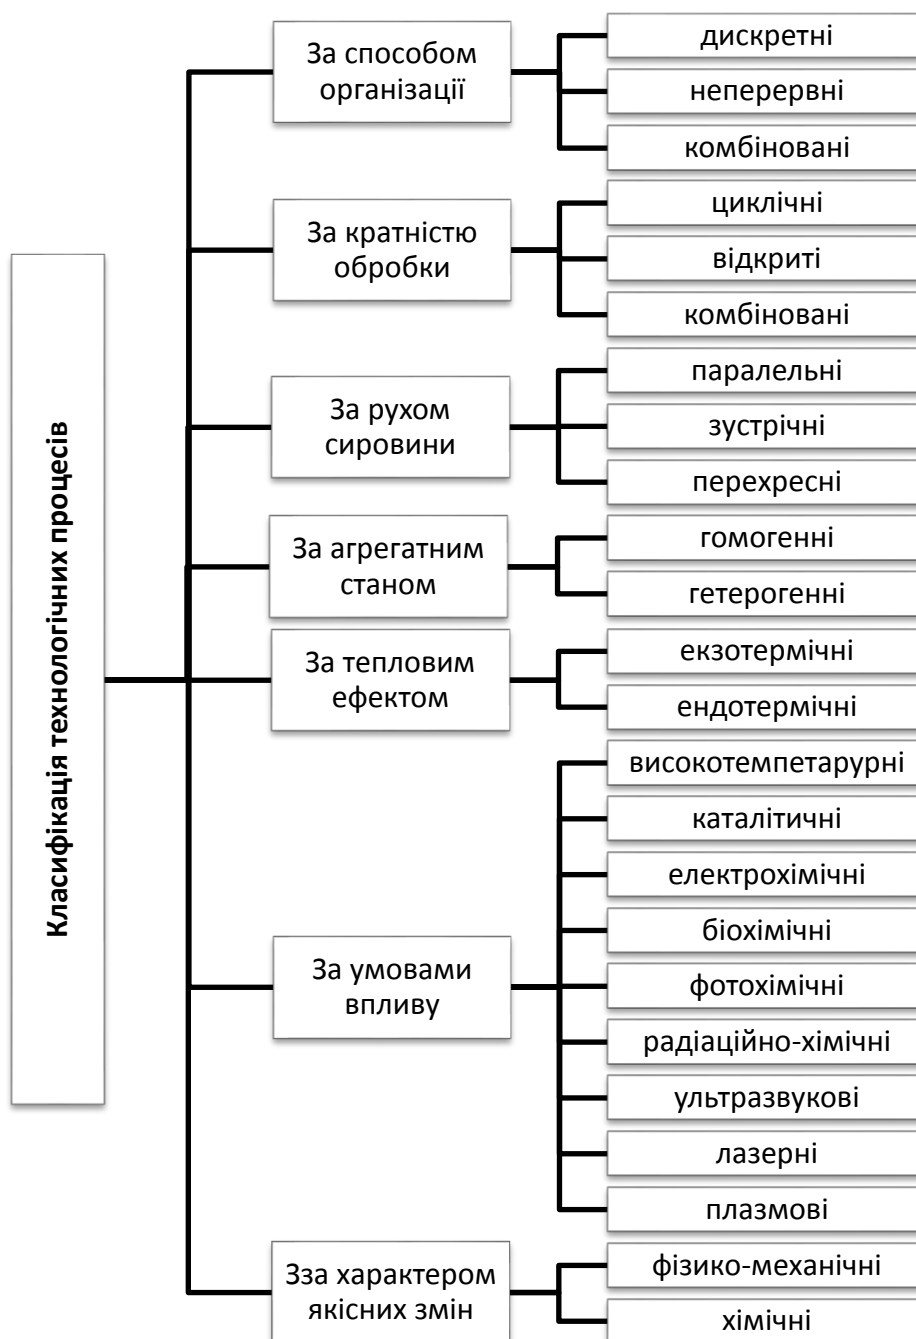 Класифікація технологічних процесів
За способом
організації
дискретні
неперервні
комбіновані
За кратністю
обробки
циклічні
відкриті
комбіновані
За рухом
сировини
паралельні
зустрічні
перехресні
За агрегатним
станом
гомогенні
гетерогенні
За тепловим
ефектом
екзотермічні
ендотермічні
За умовами
впливу
високотемпетарурні
каталітичні
електрохімічні
біохімічні
фотохімічні
радіаційно-хімічні
ультразвукові
лазерні
плазмові
Зза характером
якісних змін
фізико-механічні
хімічні